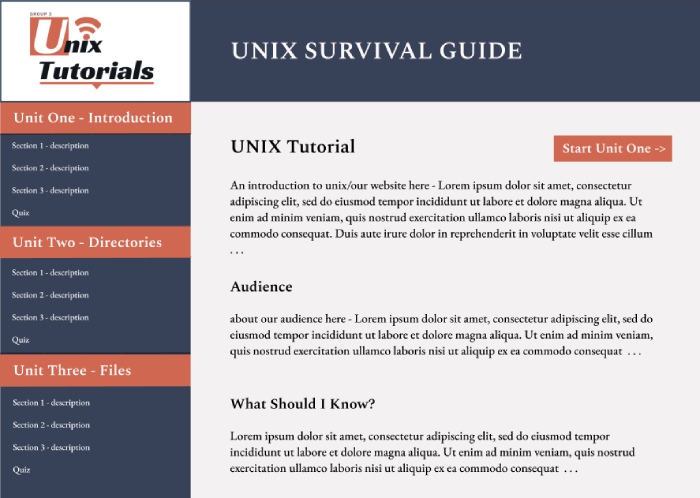 GROUP 2
Unix
Tutorials
UNIX SURVIVAL GUIDE
Unit One - Introduction
Section 1 - description
Section 2 - description
Section 3 - description
Quiz
Unit Two - Directories
Section 1 - description
Section 2 - description
Section 3 - description
Quiz
Unit Three - Files
Section 1 - description
Section 2 - description
Section 3 - description
Quiz
UNIX Tutorial
Start Unit One ->
An introduction to unix/our website here - Lorem ipsum dolor sit amet, consectetur
adipiscing elit, sed do eiusmod tempor incididunt ut labore et dolore magna aliqua. Ut
enim ad minim veniam, quis nostrud exercitation ullamco laboris nisi ut aliquip ex ea
commodo consequat. Duis aute irure dolor in reprehenderit in voluptate velit esse cillum
. . .
Audience
about our audience here - Lorem ipsum dolor sit amet, consectetur adipiscing elit, sed do
eiusmod tempor incididunt ut labore et dolore magna aliqua. Ut enim ad minim veniam,
quis nostrud exercitation ullamco laboris nisi ut aliquip ex ea commodo consequat . . .
What Should I Know?
Lorem ipsum dolor sit amet, consectetur adipiscing elit, sed do eiusmod tempor
incididunt ut labore et dolore magna aliqua. Ut enim ad minim veniam, quis nostrud
exercitation ullamco laboris nisi ut aliquip ex ea commodo consequat . . .